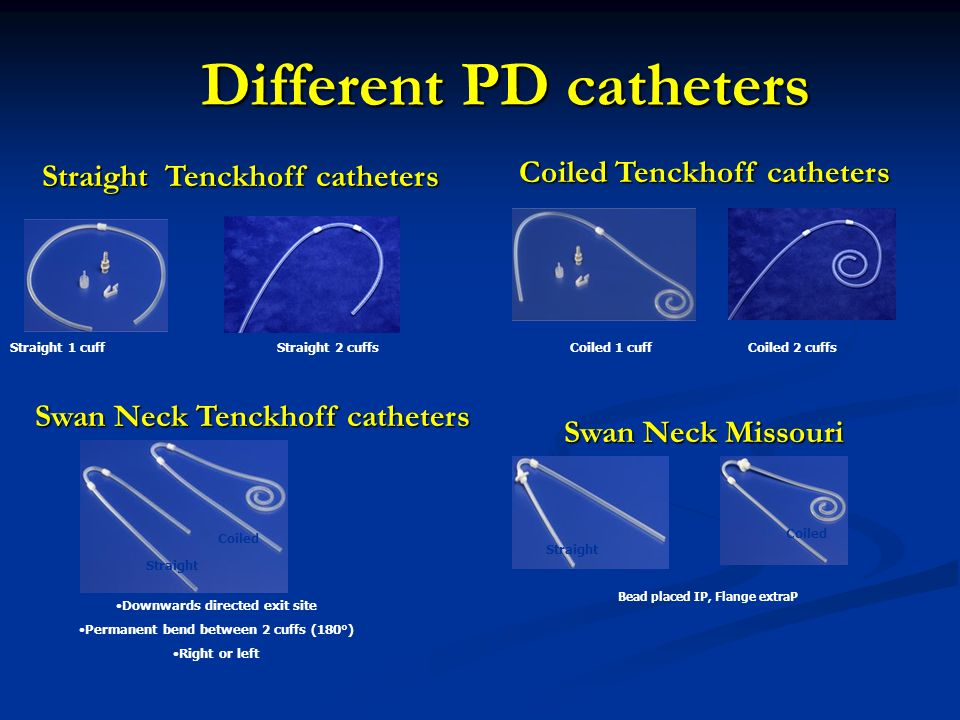 Different PD catheters
Straight  Tenckhoff catheters
Coiled Tenckhoff catheters
Straight 1 cuff
Straight 2 cuffs
Coiled 1 cuff
Coiled 2 cuffs
Swan Neck Tenckhoff catheters
Coiled
Straight
•Downwards directed exit site
•Permanent bend between 2 cuffs (180°)
•Right or left
Swan Neck Missouri
Straight
Coiled
Bead placed IP, Flange extraP